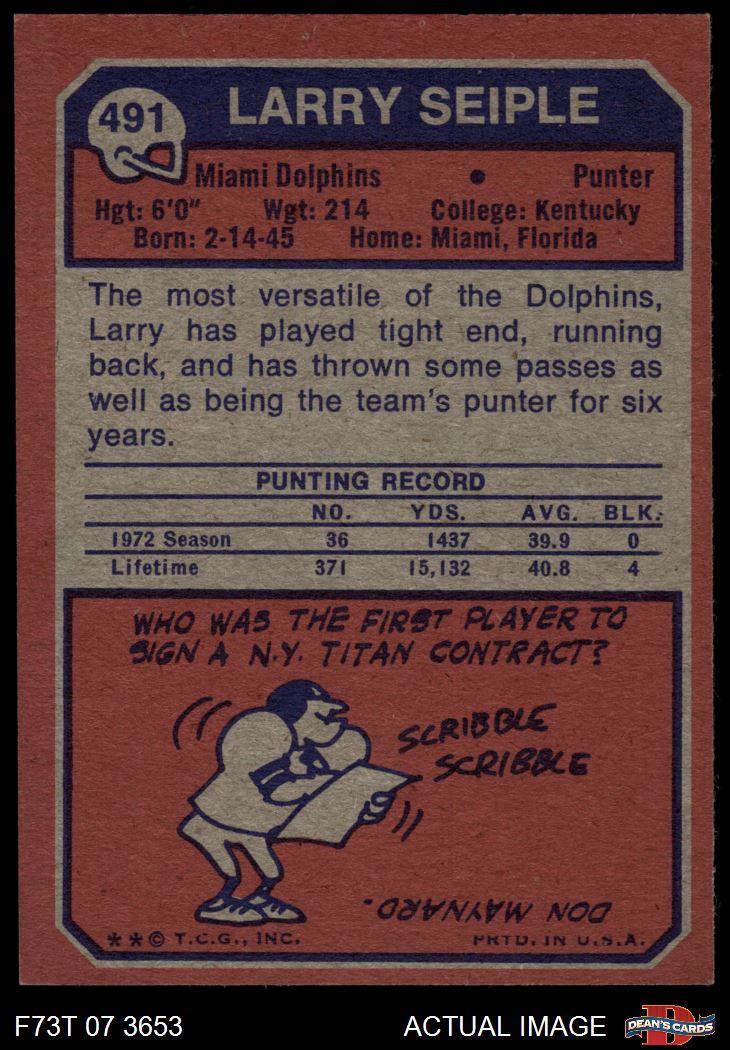 491 LARRY SEIPLE
Miami Dolphins • Punter
Hgt: 6'0" Wgt: 214 College: Kentucky
Born: 2-14-45 Home: Miami, Florida
The most versatile of the Dolphins,
Larry has played tight end, running
back, and has thrown some passes as
well as being the team's punter for six
years.
PUNTING RECORD
NO. YDS. AVG. BLK.
1972 Season 36 1437 39.9 0
Lifetime 371 15,132 40.8 4
WHO WAS THE FIRST PLAYER TO
SIGN A N.Y. TITAN CONTRACT?
SCRIBBLE
SCRIBBLE
DON MAYNARD.
**© T.C.G., INC. PRTD. IN U.S.A.
F73T 07 3653 ACTUAL IMAGE D DEAN'S CARDS